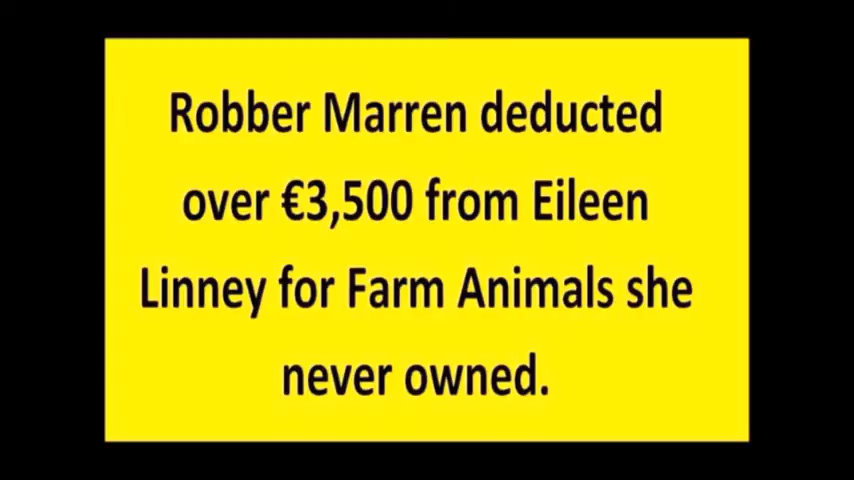 Robber Marren deducted
over €3,500 from Eileen
Linney for Farm Animals she
never owned.